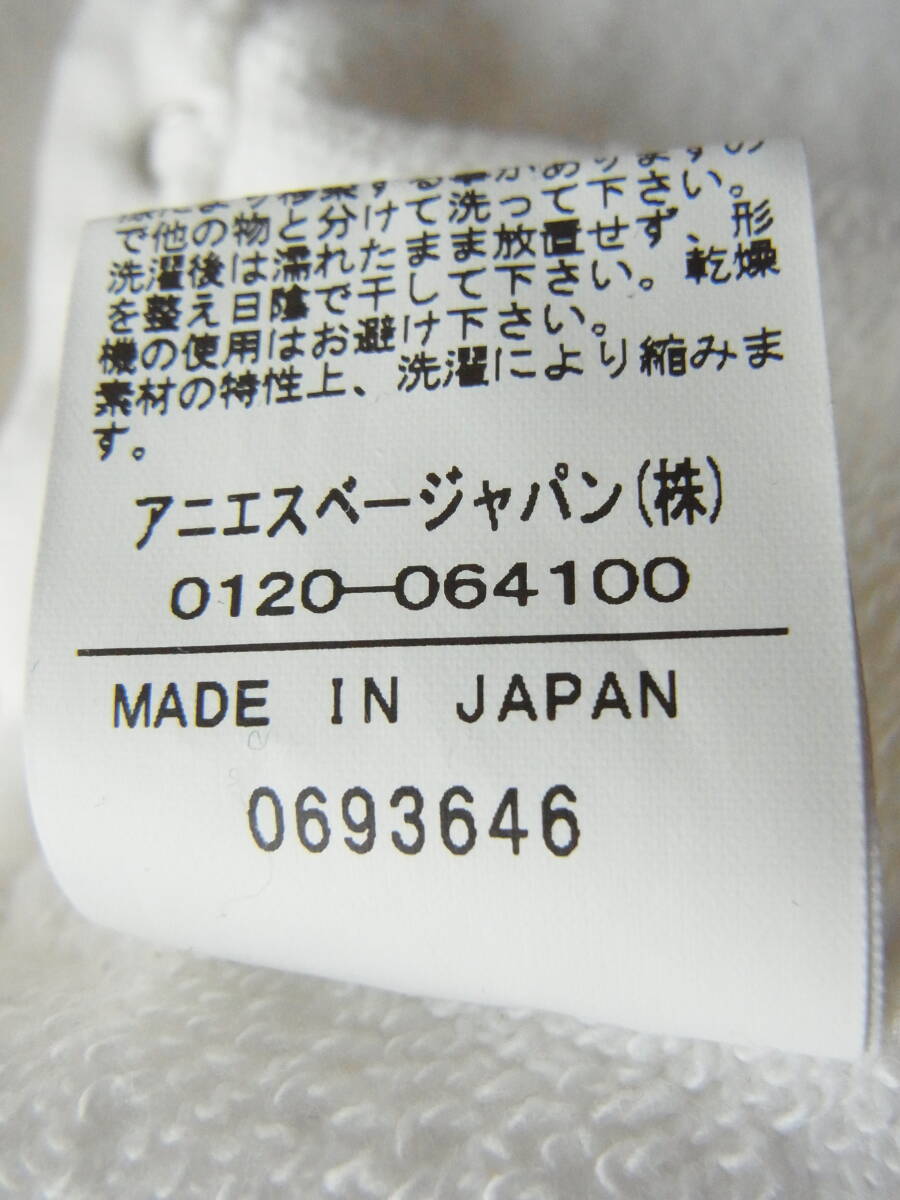 で他の物と分けて洗って下さい。
洗濯後は濡れたまま放置せず、形
を整え日陰で干して下さい。乾燥
機の使用はお避け下さい。
素材の特性上、洗濯により縮みま
す。
アニエスベージャパン(株)
0120-064100
MADE IN JAPAN
0693646